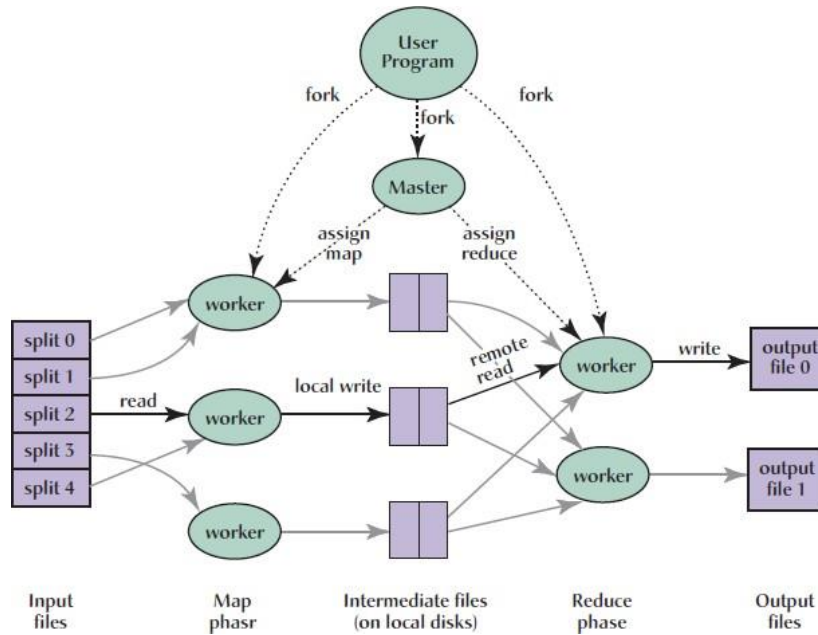 User
Program
fork
fork
fork
Master
assign
map
assign
reduce
worker
split 0
split 1
split 2
split 3
split 4
read
worker
local write
remote
read
worker
write
output
file 0
worker
output
file 1
worker
Input
files
Map
phasr
Intermediate files
(on local disks)
Reduce
phase
Output
files